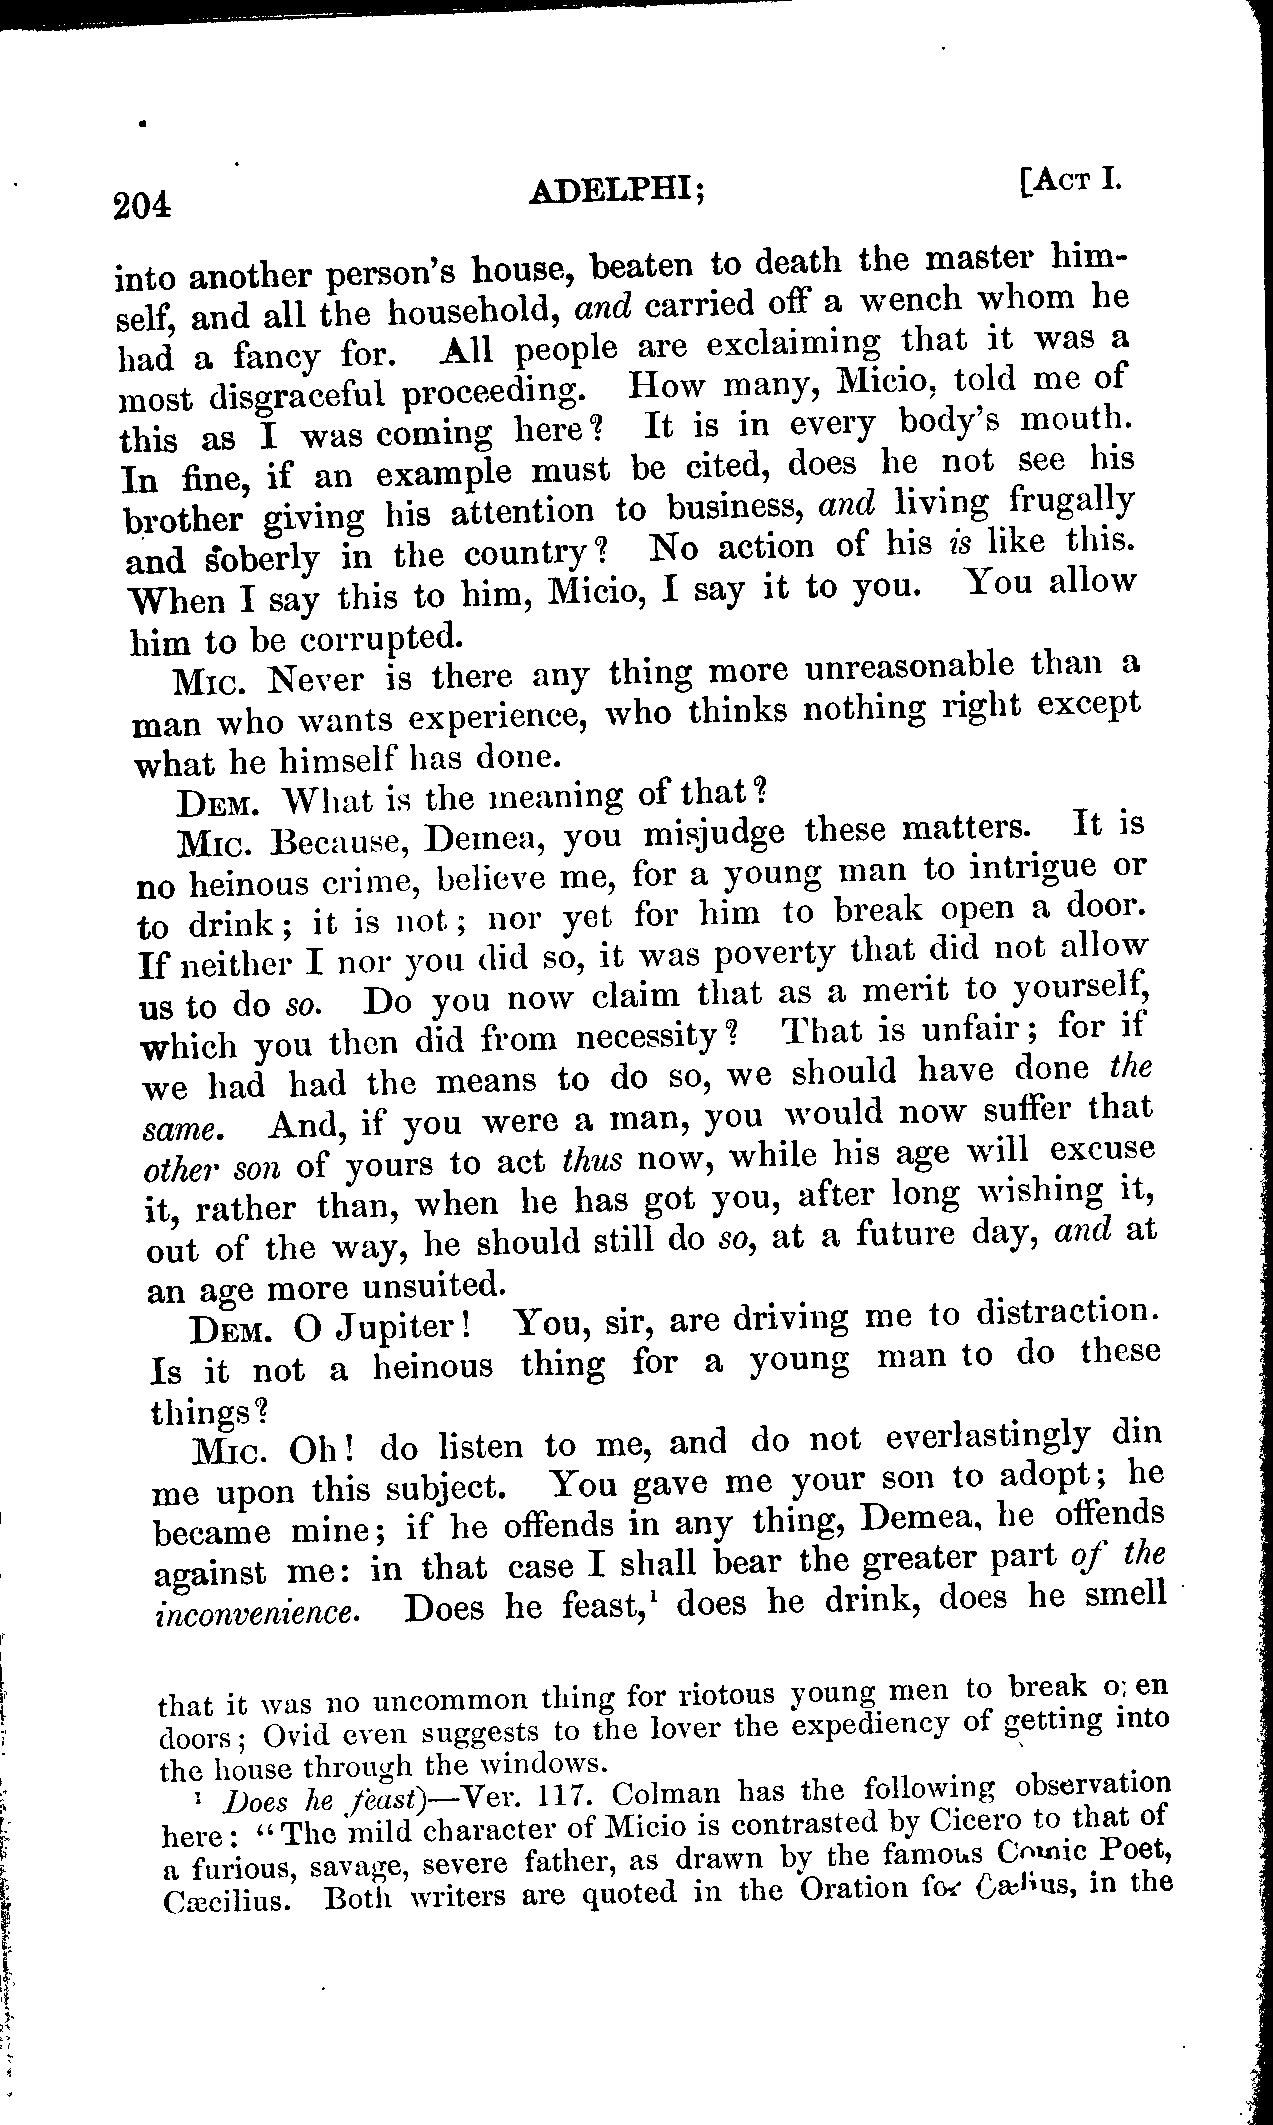 204 ADELPHI; [ACT I.
into another person's house, beaten to death the master him-
self, and all the household, and carried off a wench whom he
had a fancy for. All people are exclaiming that it was a
most disgraceful proceeding. How many, Micio, told me of
this as I was coming here? It is in every body's mouth.
In fine, if an example must be cited, does he not see his
brother giving his attention to business, and living frugally
and soberly in the country? No action of his is like this.
When I say this to him, Micio, I say it to you. You allow
him to be corrupted.
MIC. Never is there any thing more unreasonable than a
man who wants experience, who thinks nothing right except
what he himself has done.
DEM. What is the meaning of that?
MIC. Because, Demea, you misjudge these matters. It is
no heinous crime, believe me, for a young man to intrigue or
to drink; it is not; nor yet for him to break open a door.
If neither I nor you did so, it was poverty that did not allow
us to do so. Do you now claim that as a merit to yourself,
which you then did from necessity? That is unfair; for if
we had had the means to do so, we should have done the
same. And, if you were a man, you would now suffer that
other son of yours to act thus now, while his age will excuse
it, rather than, when he has got you, after long wishing it,
out of the way, he should still do so, at a future day, and at
an age more unsuited.
DEM. O Jupiter! You, sir, are driving me to distraction.
Is it not a heinous thing for a young man to do these
things?
MIC. Oh! do listen to me, and do not everlastingly din
me upon this subject. You gave me your son to adopt; he
became mine; if he offends in any thing, Demea, he offends
against me: in that case I shall bear the greater part of the
inconvenience. Does he feast,¹ does he drink, does he smell
that it was no uncommon thing for riotous young men to break open
doors; Ovid even suggests to the lover the expediency of getting into
the house through the windows.
¹ Does he feast)—Ver. 117. Colman has the following observation
here: "The mild character of Micio is contrasted by Cicero to that of
a furious, savage, severe father, as drawn by the famous Comic Poet,
Cæcilius. Both writers are quoted in the Oration for Cælius, in the